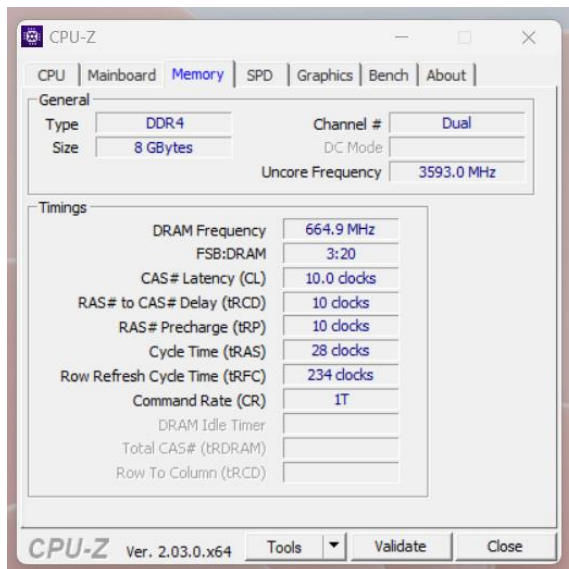 CPU-Z
CPU Mainboard Memory SPD Graphics Bench About
General
Type DDR4 Channel # Dual
Size 8 GBytes DC Mode
Uncore Frequency 3593.0 MHz
Timings
DRAM Frequency 664.9 MHz
FSB:DRAM 3:20
CAS# Latency (CL) 10.0 clocks
RAS# to CAS# Delay (tRCD) 10 clocks
RAS# Precharge (tRP) 10 clocks
Cycle Time (tRAS) 28 clocks
Row Refresh Cycle Time (tRFC) 234 clocks
Command Rate (CR) 1T
DRAM Idle Timer
Total CAS# (tRDRAM)
Row To Column (tRCD)
CPU-Z Ver. 2.03.0.x64 Tools Validate Close